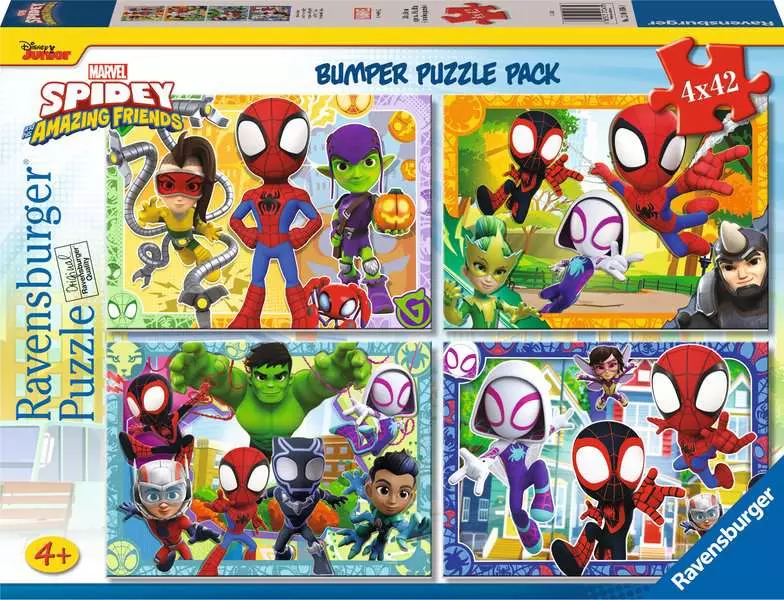 Ravensburger
Disney
Junior
MARVEL
SPIDEY
AND HIS
AMAZING FRIENDS
BUMPER PUZZLE PACK
4x42
Ravensburger
Puzzle
Original
Ravensburger
Quality
4+
Ravensburger